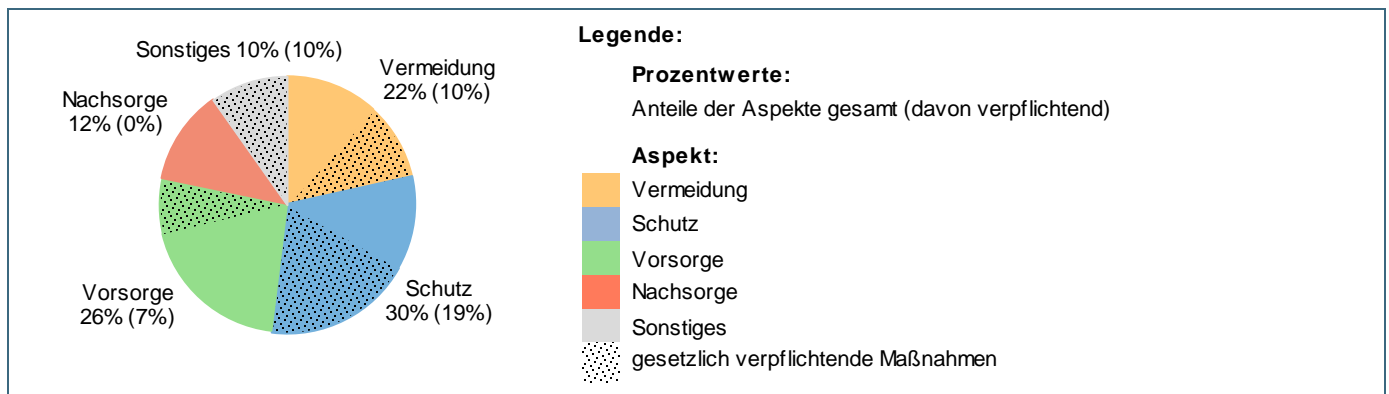 Sonstiges 10% (10%)
Vermeidung
22% (10%)
Nachsorge
12% (0%)
Vorsorge
26% (7%)
Schutz
30% (19%)
Legende:
Prozentwerte:
Anteile der Aspekte gesamt (davon verpflichtend)
Aspekt:
Vermeidung
Schutz
Vorsorge
Nachsorge
Sonstiges
gesetzlich verpflichtende Maßnahmen